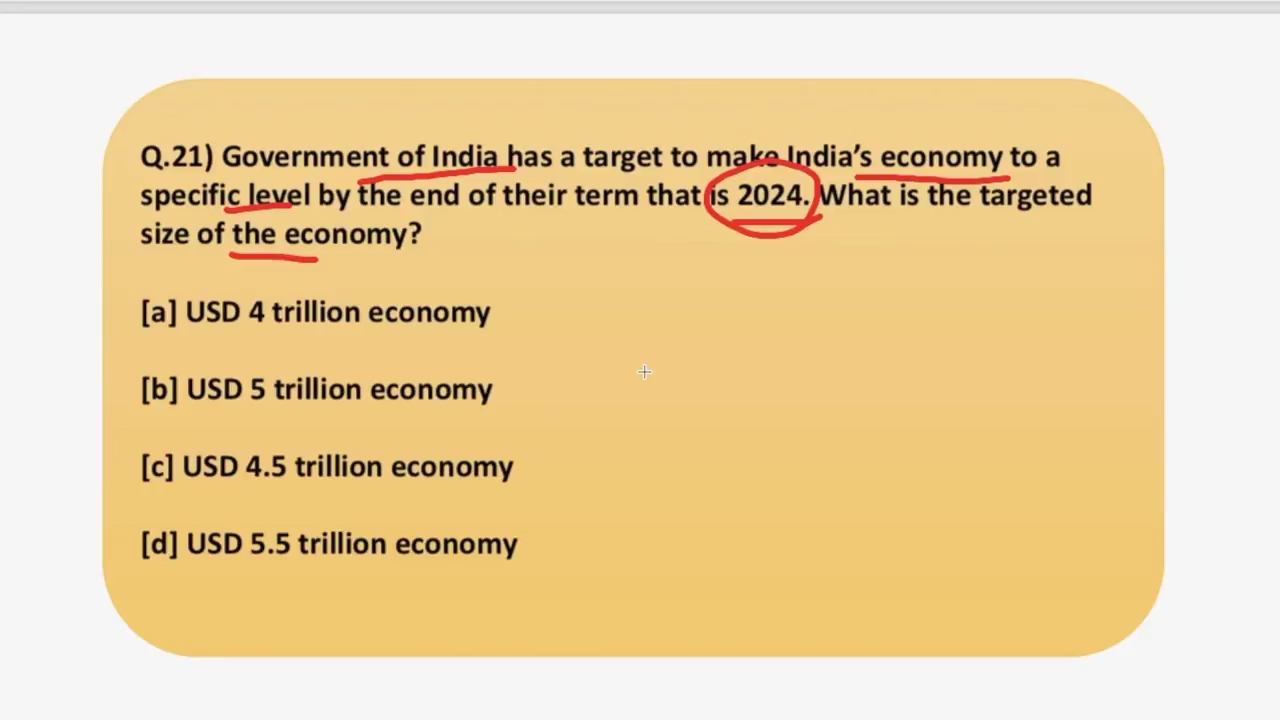 Q.21) Government of India has a target to make India's economy to a
specific level by the end of their term that is 2024. What is the targeted
size of the economy?
[a] USD 4 trillion economy
[b] USD 5 trillion economy
[c] USD 4.5 trillion economy
[d] USD 5.5 trillion economy